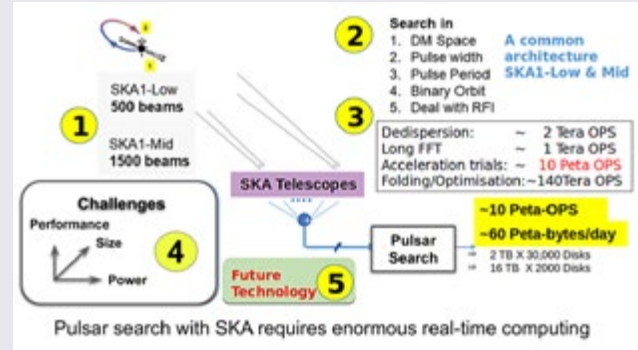 1
SKA1-Low
500 beams
SKA1-Mid
1500 beams
2
Search in
1. DM Space
2. Pulse width
3. Pulse Period
4. Binary Orbit
5. Deal with RFI
A common
architecture
SKA1-Low & Mid
3
Dedispersion: ~ 2 Tera OPS
Long FFT ~ 1 Tera OPS
Acceleration trials: ~ 10 Peta OPS
Folding/Optimisation:~140Tera OPS
SKA Telescopes
Challenges
Performance
Size
Power
4
Future
Technology
5
Pulsar
Search
~10 Peta-OPS
~60 Peta-bytes/day
⇒ 2 TB X 30,000 Disks
⇒ 16 TB X 2000 Disks
Pulsar search with SKA requires enormous real-time computing